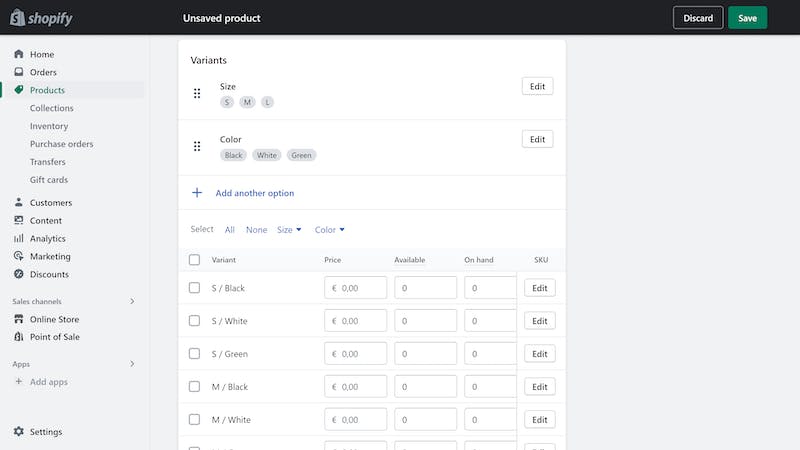 shopify
Unsaved product
Discard
Save
Home
Orders
Products
Collections
Inventory
Purchase orders
Transfers
Gift cards
Customers
Content
Analytics
Marketing
Discounts
Sales channels
Online Store
Point of Sale
Apps
Add apps
Settings
Variants
Size
Edit
S M L
Color
Edit
Black White Green
Add another option
Select All None Size Color
Variant Price Available On hand SKU
S / Black € 0,00 0 0 Edit
S / White € 0,00 0 0 Edit
S / Green € 0,00 0 0 Edit
M / Black € 0,00 0 0 Edit
M / White € 0,00 0 0 Edit